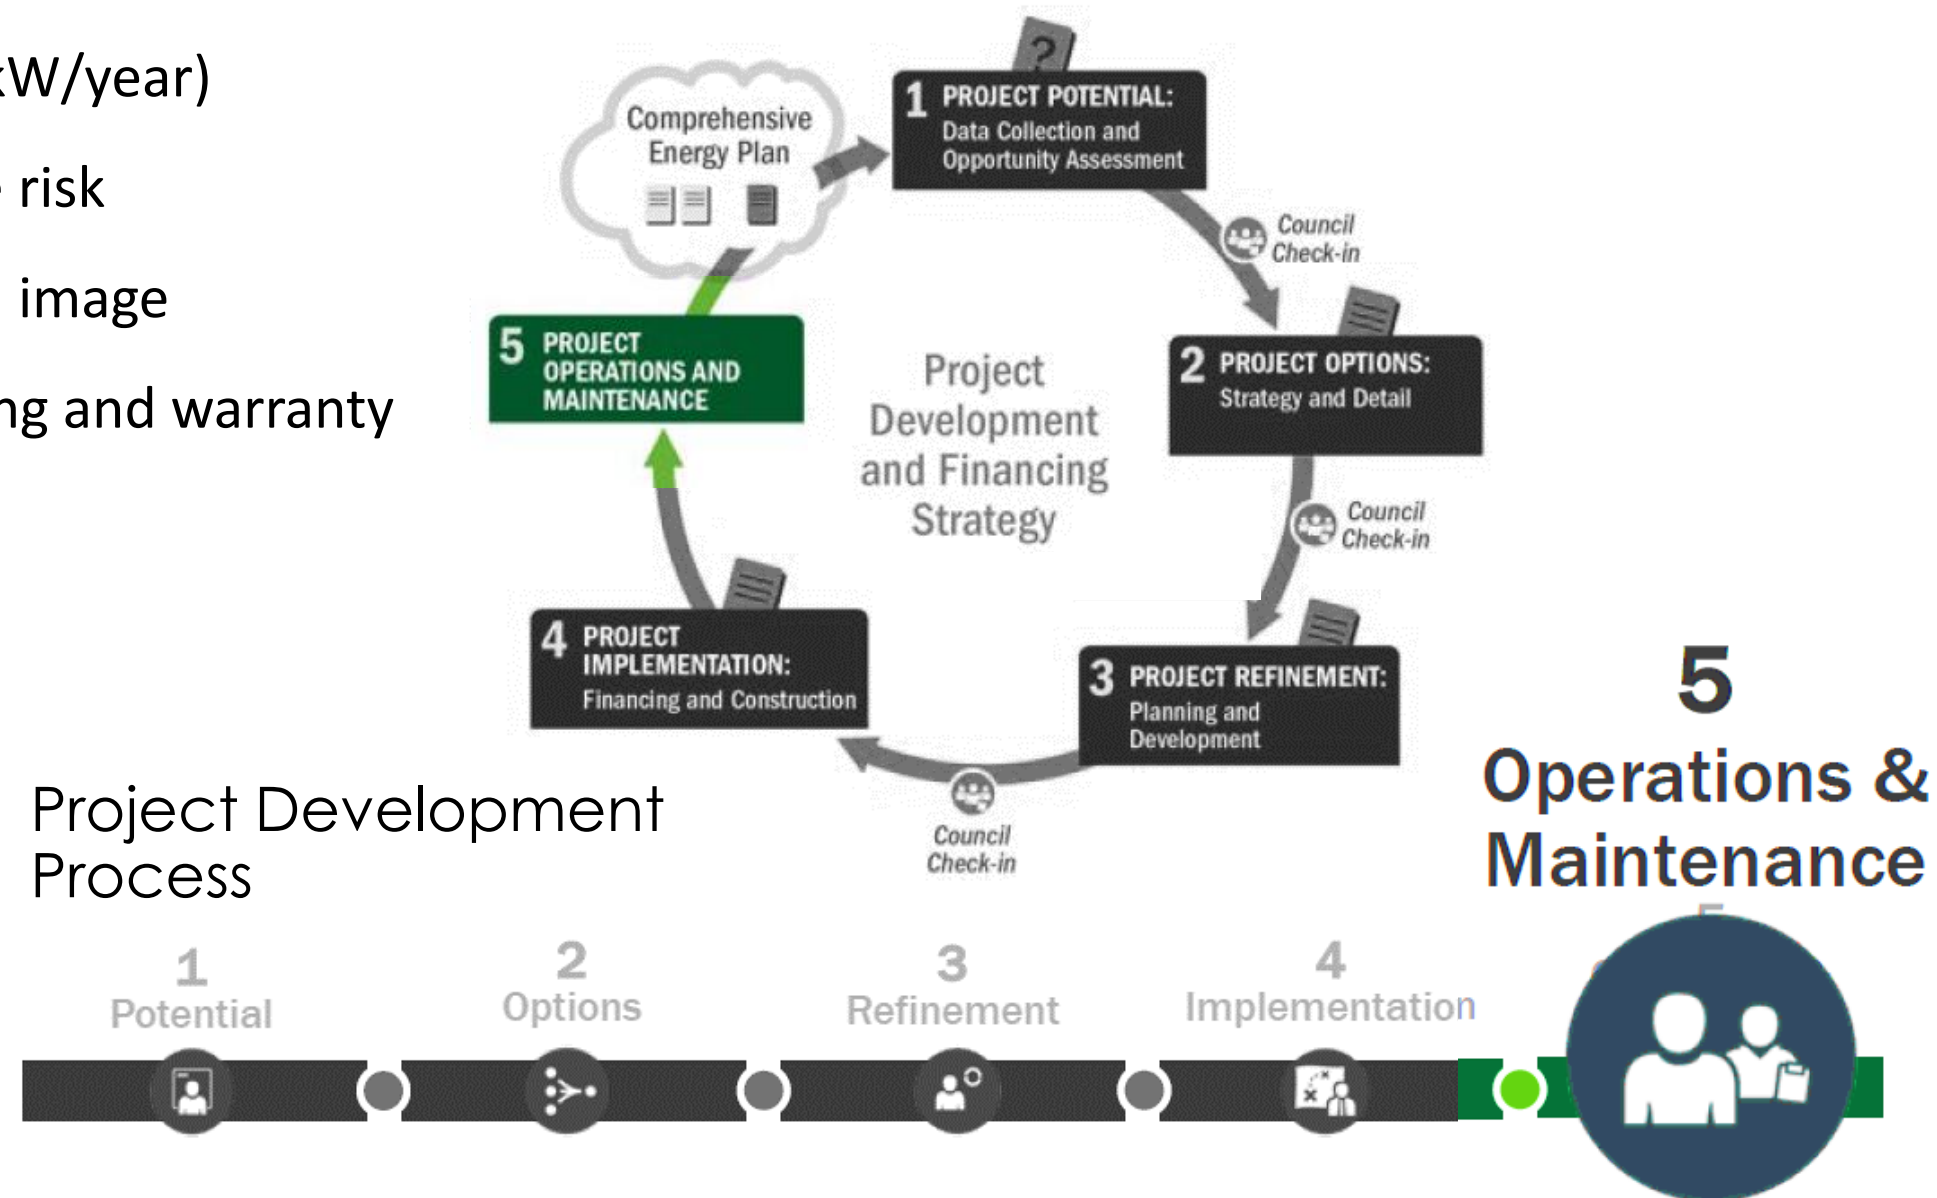 kW/year)
risk
image
ng and warranty
?
Comprehensive
Energy Plan
1 PROJECT POTENTIAL:
Data Collection and
Opportunity Assessment
Council
Check-in
2 PROJECT OPTIONS:
Strategy and Detail
Council
Check-in
3 PROJECT REFINEMENT:
Planning and
Development
Council
Check-in
4 PROJECT
IMPLEMENTATION:
Financing and Construction
5 PROJECT
OPERATIONS AND
MAINTENANCE
Project
Development
and Financing
Strategy
Project Development
Process
1
Potential
2
Options
3
Refinement
4
Implementation
5
Operations &
Maintenance